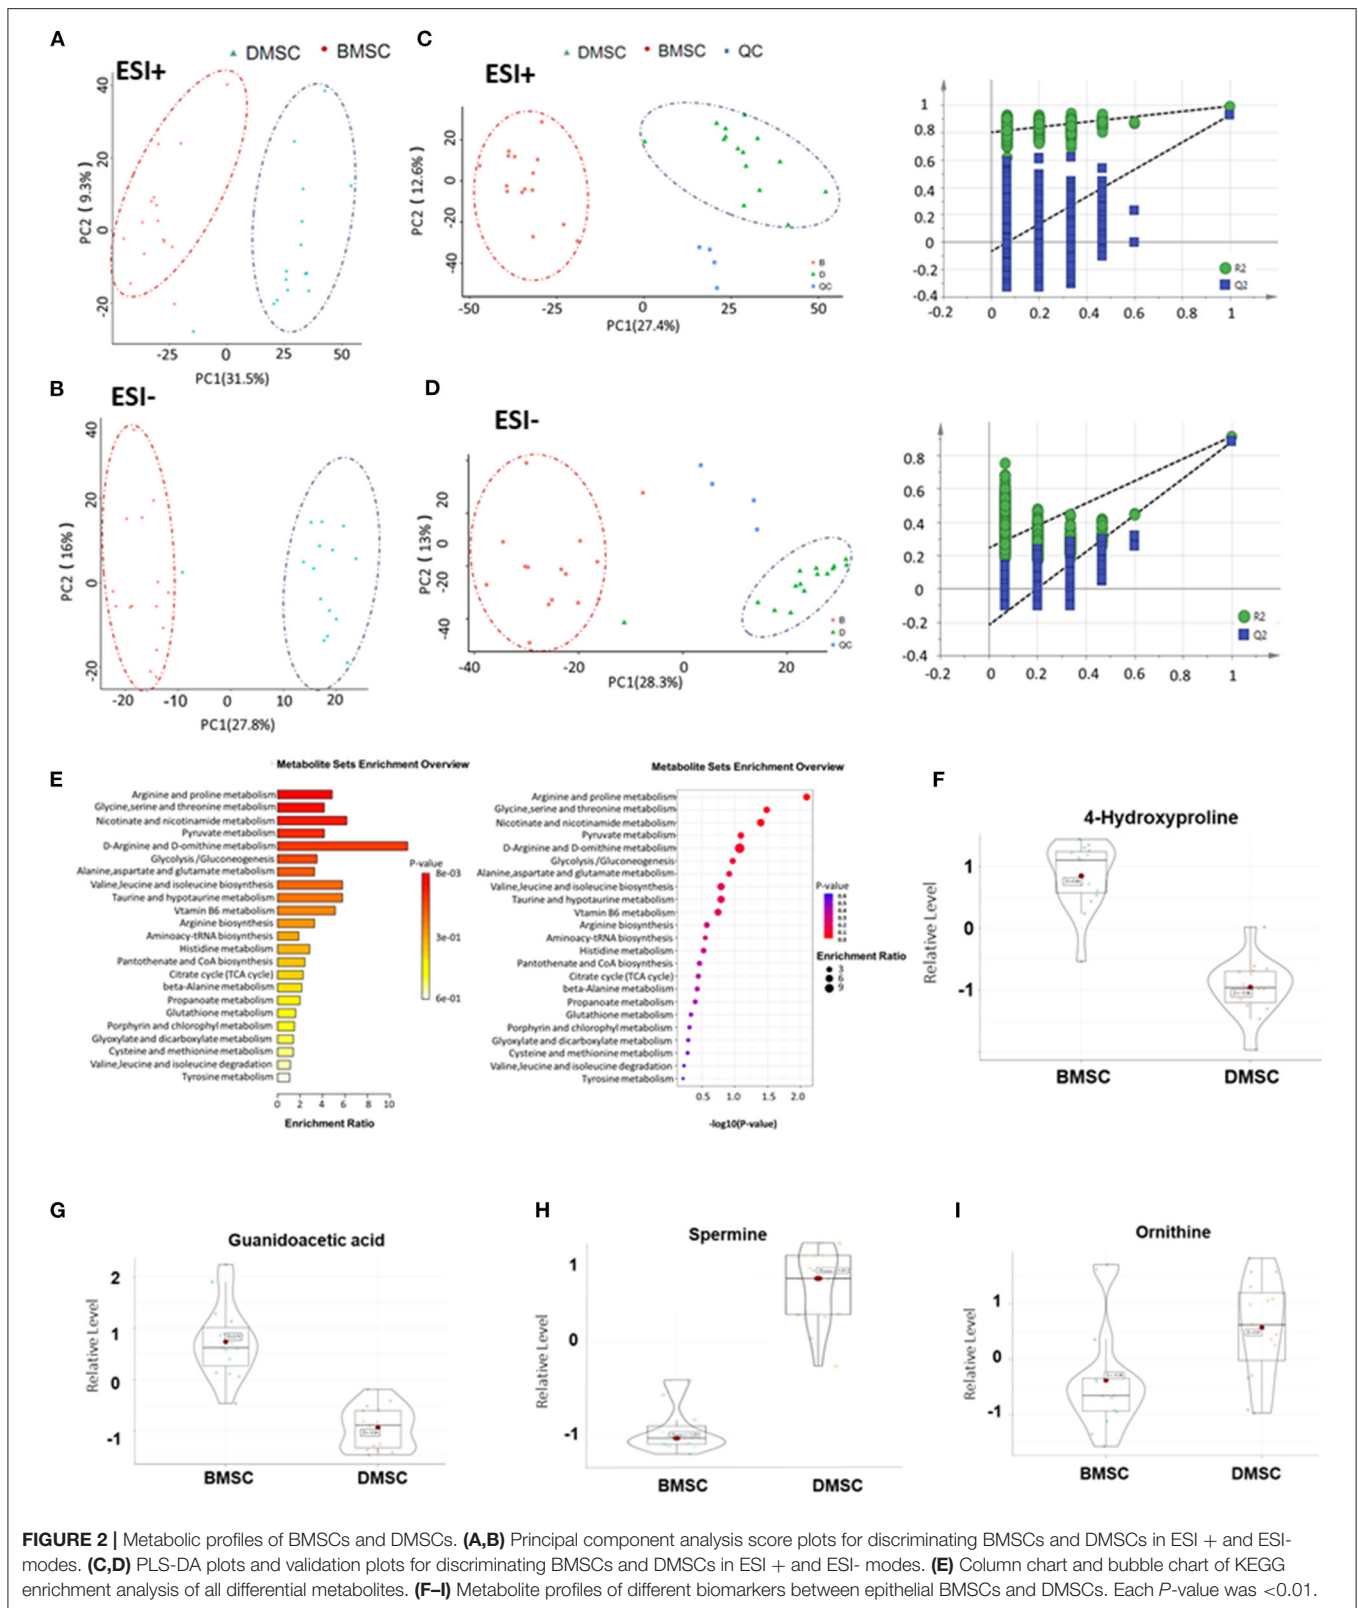 A
DMSC BMSC
ESI+
40
20
0
-20
PC2 ( 9.3% )
-25 0 25 50
PC1(31.5%)
C
DMSC BMSC QC
ESI+
20
0
-20
-40
PC2 ( 12.6% )
B
D
QC
-50 -25 0 25 50
PC1(27.4%)
1
0.8
0.6
0.4
0.2
0
-0.2
-0.4
R2
Q2
-0.2 0 0.2 0.4 0.6 0.8 1
B
ESI-
40
20
0
-20
PC2 ( 16% )
-20 -10 0 10 20
PC1(27.8%)
D
ESI-
20
0
-20
-40
PC2 ( 13% )
B
D
QC
-40 -20 0 20
PC1(28.3%)
0.8
0.6
0.4
0.2
0
-0.2
-0.4
R2
Q2
-0.2 0 0.2 0.4 0.6 0.8 1
E
Metabolite Sets Enrichment Overview
Arginine and proline metabolism
Glycine,serine and threonine metabolism
Nicotinate and nicotinamide metabolism
Pyruvate metabolism
D-Arginine and D-omithine metabolism
Glycolysis/Gluconeogenesis
Alanine,aspartate and glutamate metabolism
Valine,leucine and isoleucine biosynthesis
Taurine and hypotaurine metabolism
Vtamin B6 metabolism
Arginine biosynthesis
Aminoacy-tRNA biosynthesis
Histidine metabolism
Pantothenate and CoA biosynthesis
Citrate cycle (TCA cycle)
beta-Alanine metabolism
Propanoate metabolism
Glutathione metabolism
Porphyrin and chlorophyl metabolism
Glyoxylate and dicarboxylate metabolism
Cysteine and methionine metabolism
Valine,leucine and isoleucine degradation
Tyrosine metabolism
0 2 4 6 8 10
Enrichment Ratio
P-value
8e-03
3e-01
6e-01
Metabolite Sets Enrichment Overview
Arginine and proline metabolism
Glycine,serine and threonine metabolism
Nicotinate and nicotinamide metabolism
Pyruvate metabolism
D-Arginine and D-omithine metabolism
Glycolysis/Gluconeogenesis
Alanine,aspartate and glutamate metabolism
Valine,leucine and isoleucine biosynthesis
Taurine and hypotaurine metabolism
Vtamin B6 metabolism
Arginine biosynthesis
Aminoacy-tRNA biosynthesis
Histidine metabolism
Pantothenate and CoA biosynthesis
Citrate cycle (TCA cycle)
beta-Alanine metabolism
Propanoate metabolism
Glutathione metabolism
Porphyrin and chlorophyl metabolism
Glyoxylate and dicarboxylate metabolism
Cysteine and methionine metabolism
Valine,leucine and isoleucine degradation
Tyrosine metabolism
0.5 1.0 1.5 2.0
-log10(P-value)
P-value
0.6
0.5
0.4
0.3
0.2
0.1
0.0
Enrichment Ratio
3
6
9
F
4-Hydroxyproline
1
0
-1
Relative Level
BMSC DMSC
G
Guanidoacetic acid
2
1
0
-1
Relative Level
BMSC DMSC
H
Spermine
1
0
-1
Relative Level
BMSC DMSC
I
Ornithine
1
0
-1
Relative Level
BMSC DMSC
FIGURE 2 | Metabolic profiles of BMSCs and DMSCs. (A,B) Principal component analysis score plots for discriminating BMSCs and DMSCs in ESI + and ESI-
modes. (C,D) PLS-DA plots and validation plots for discriminating BMSCs and DMSCs in ESI + and ESI- modes. (E) Column chart and bubble chart of KEGG
enrichment analysis of all differential metabolites. (F–I) Metabolite profiles of different biomarkers between epithelial BMSCs and DMSCs. Each P-value was <0.01.